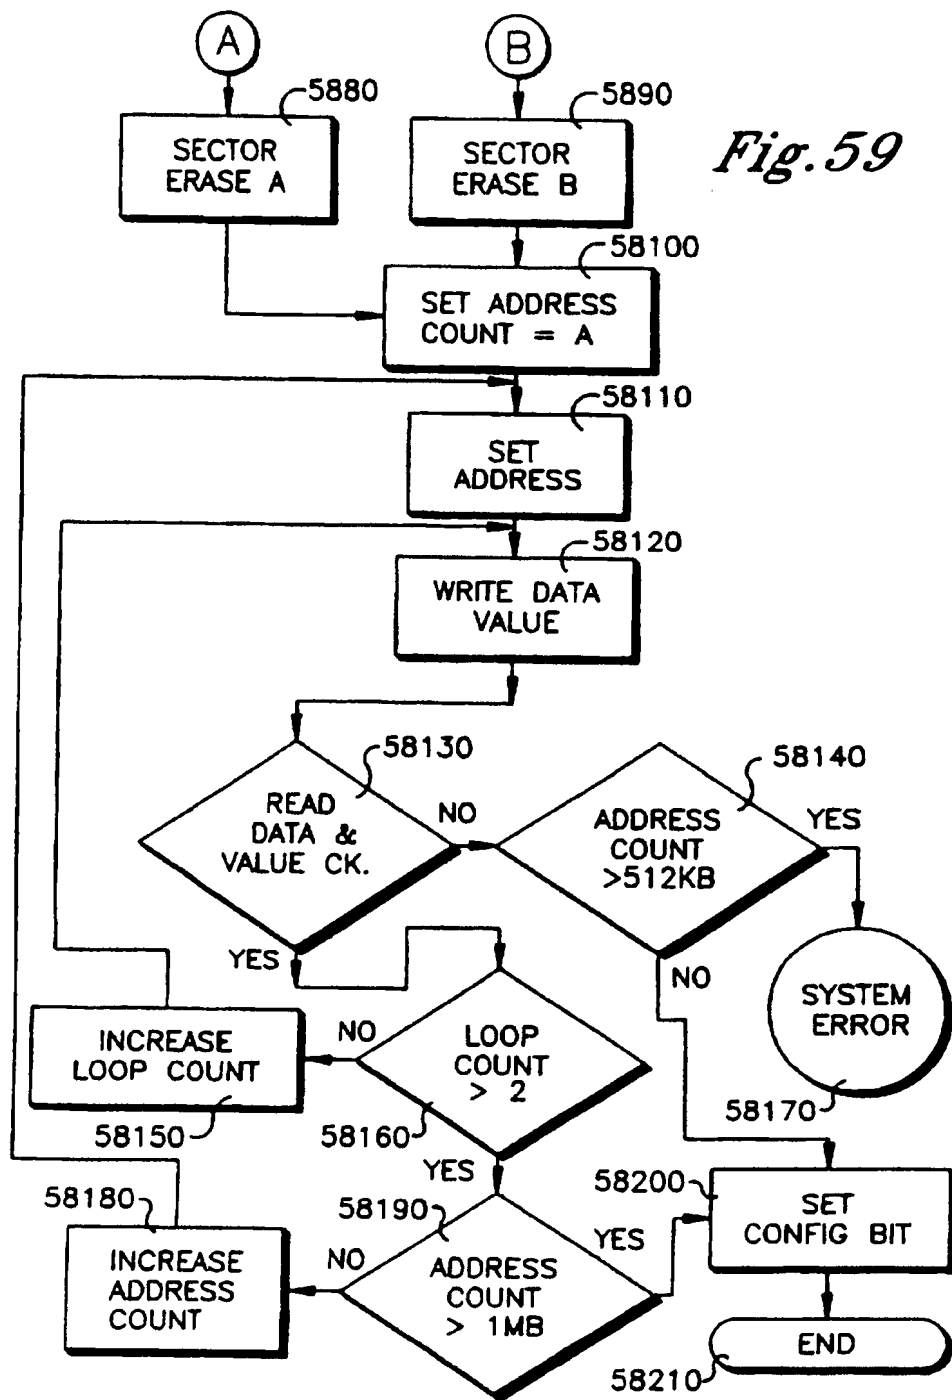 A
B
5880
5890
Fig. 59
SECTOR
ERASE A
SECTOR
ERASE B
58100
SET ADDRESS
COUNT = A
58110
SET
ADDRESS
58120
WRITE DATA
VALUE
58130
58140
READ
DATA &
VALUE CK.
NO
ADDRESS
COUNT
>512KB
YES
YES
NO
SYSTEM
ERROR
INCREASE
LOOP COUNT
NO
LOOP
COUNT
> 2
58150
58160
58170
YES
58180
58190
58200
INCREASE
ADDRESS
COUNT
NO
ADDRESS
COUNT
> 1MB
YES
SET
CONFIG BIT
END
58210